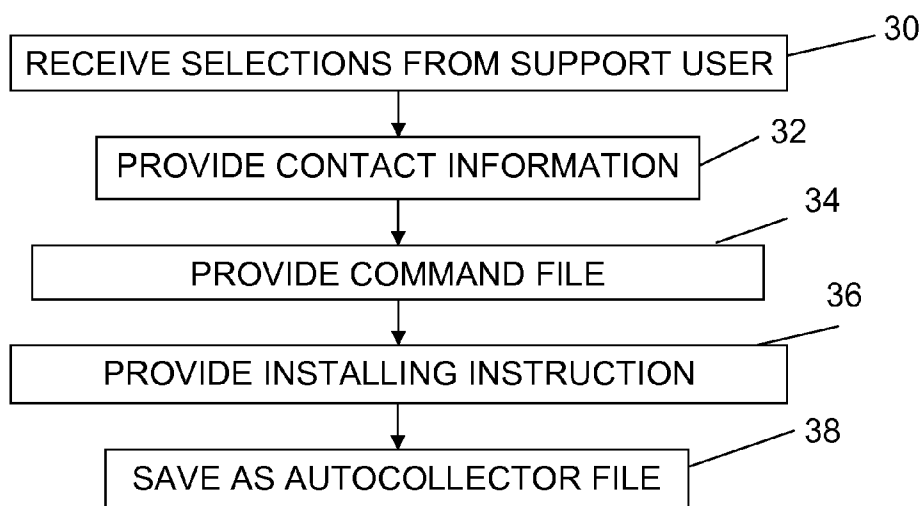 30
RECEIVE SELECTIONS FROM SUPPORT USER
32
PROVIDE CONTACT INFORMATION
34
PROVIDE COMMAND FILE
36
PROVIDE INSTALLING INSTRUCTION
38
SAVE AS AUTOCOLLECTOR FILE